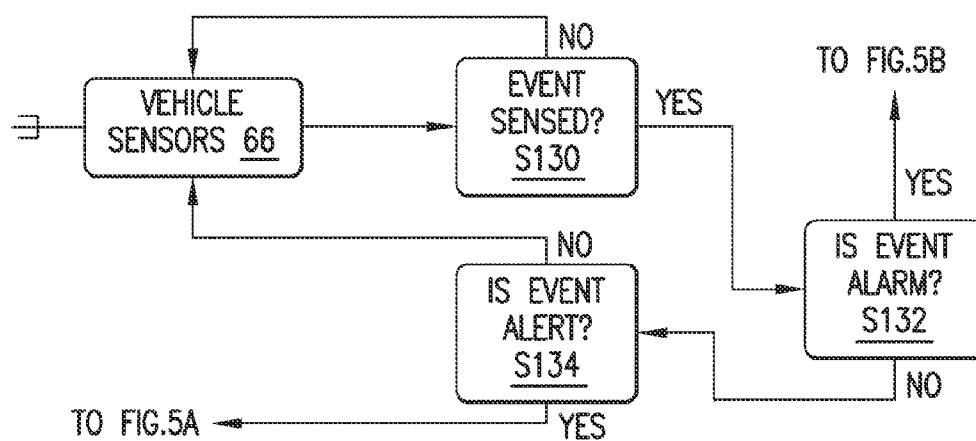 NO
TO FIG.5B
VEHICLE
SENSORS 66
EVENT
SENSED?
S130
YES
YES
NO
IS EVENT
ALERT?
S134
IS EVENT
ALARM?
S132
NO
TO FIG.5A
YES